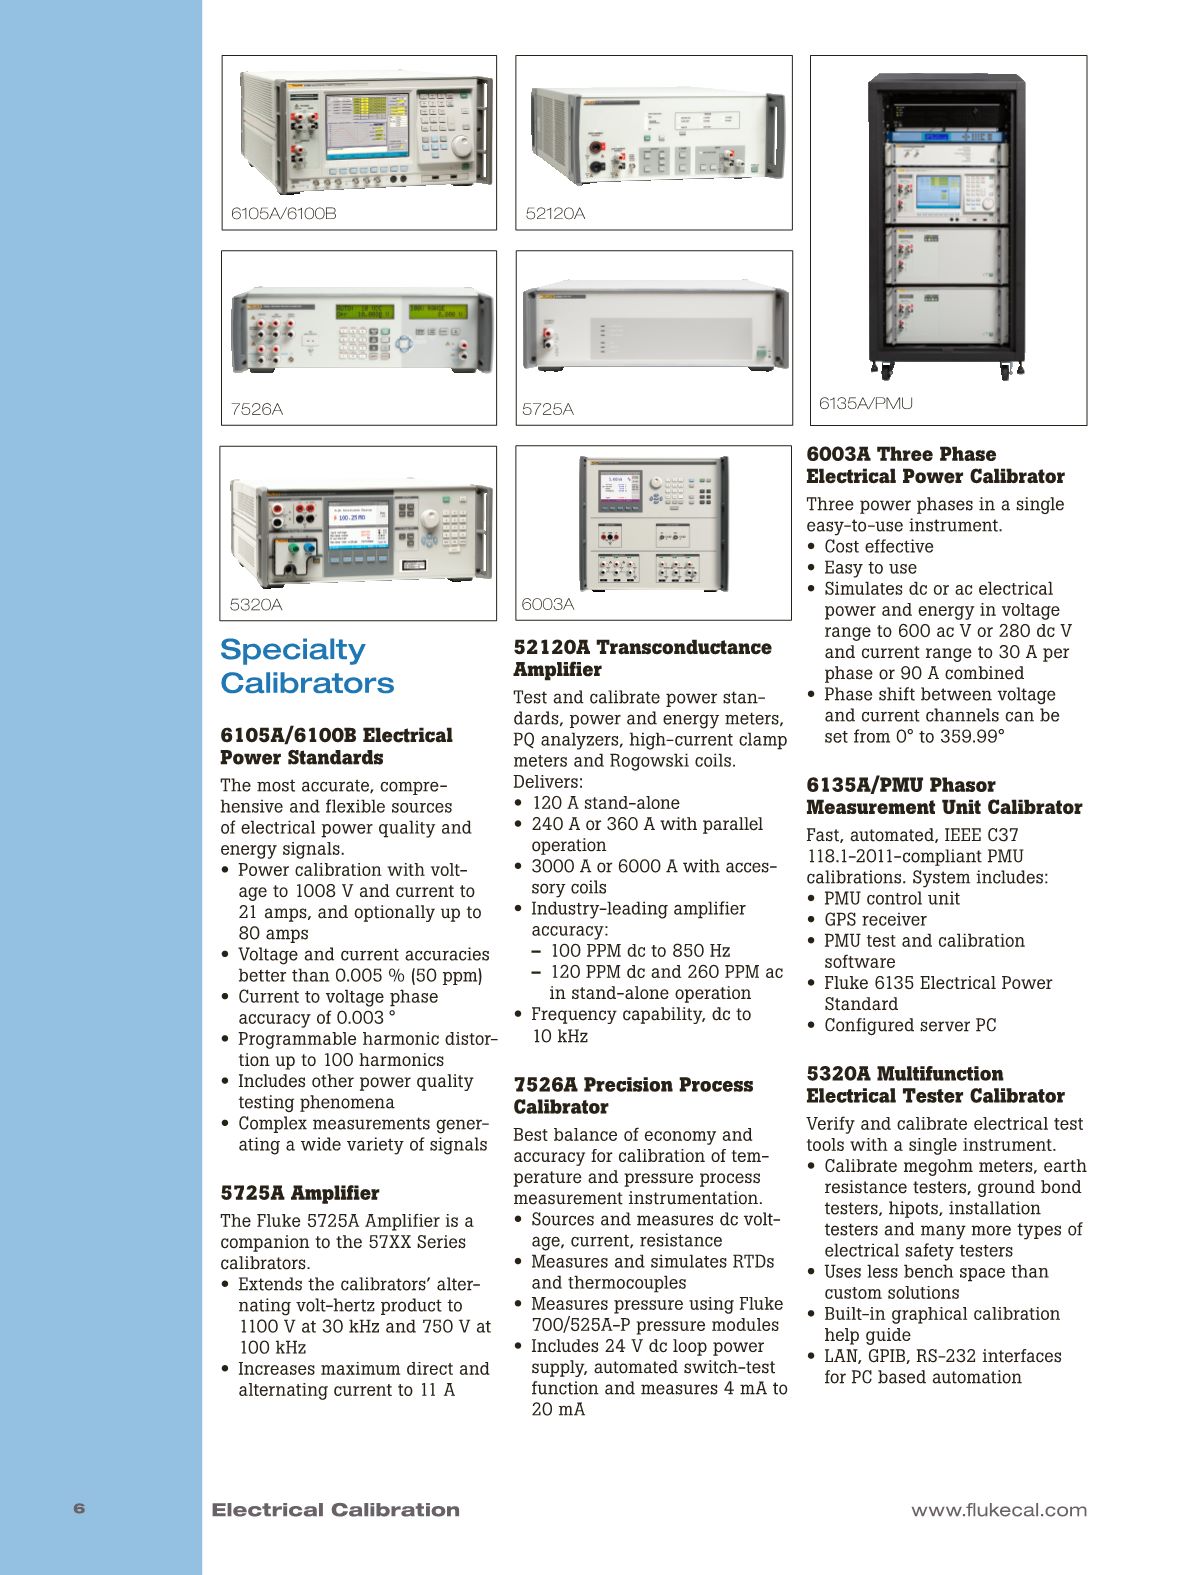 6105A/6100B
52120A
7526A
5725A
6135A/PMU
5320A
6003A
Specialty
Calibrators
6105A/6100B Electrical
Power Standards
The most accurate, compre-
hensive and flexible sources
of electrical power quality and
energy signals.
• Power calibration with volt-
age to 1008 V and current to
21 amps, and optionally up to
80 amps
• Voltage and current accuracies
better than 0.005 % (50 ppm)
• Current to voltage phase
accuracy of 0.003 °
• Programmable harmonic distor-
tion up to 100 harmonics
• Includes other power quality
testing phenomena
• Complex measurements gener-
ating a wide variety of signals
5725A Amplifier
The Fluke 5725A Amplifier is a
companion to the 57XX Series
calibrators.
• Extends the calibrators’ alter-
nating volt-hertz product to
1100 V at 30 kHz and 750 V at
100 kHz
• Increases maximum direct and
alternating current to 11 A
52120A Transconductance
Amplifier
Test and calibrate power stan-
dards, power and energy meters,
PQ analyzers, high-current clamp
meters and Rogowski coils.
Delivers:
• 120 A stand-alone
• 240 A or 360 A with parallel
operation
• 3000 A or 6000 A with acces-
sory coils
• Industry-leading amplifier
accuracy:
– 100 PPM dc to 850 Hz
– 120 PPM dc and 260 PPM ac
in stand-alone operation
• Frequency capability, dc to
10 kHz
7526A Precision Process
Calibrator
Best balance of economy and
accuracy for calibration of tem-
perature and pressure process
measurement instrumentation.
• Sources and measures dc volt-
age, current, resistance
• Measures and simulates RTDs
and thermocouples
• Measures pressure using Fluke
700/525A-P pressure modules
• Includes 24 V dc loop power
supply, automated switch-test
function and measures 4 mA to
20 mA
6003A Three Phase
Electrical Power Calibrator
Three power phases in a single
easy-to-use instrument.
• Cost effective
• Easy to use
• Simulates dc or ac electrical
power and energy in voltage
range to 600 ac V or 280 dc V
and current range to 30 A per
phase or 90 A combined
• Phase shift between voltage
and current channels can be
set from 0° to 359.99°
6135A/PMU Phasor
Measurement Unit Calibrator
Fast, automated, IEEE C37
118.1-2011-compliant PMU
calibrations. System includes:
• PMU control unit
• GPS receiver
• PMU test and calibration
software
• Fluke 6135 Electrical Power
Standard
• Configured server PC
5320A Multifunction
Electrical Tester Calibrator
Verify and calibrate electrical test
tools with a single instrument.
• Calibrate megohm meters, earth
resistance testers, ground bond
testers, hipots, installation
testers and many more types of
electrical safety testers
• Uses less bench space than
custom solutions
• Built-in graphical calibration
help guide
• LAN, GPIB, RS-232 interfaces
for PC based automation
6 Electrical Calibration www.flukecal.com